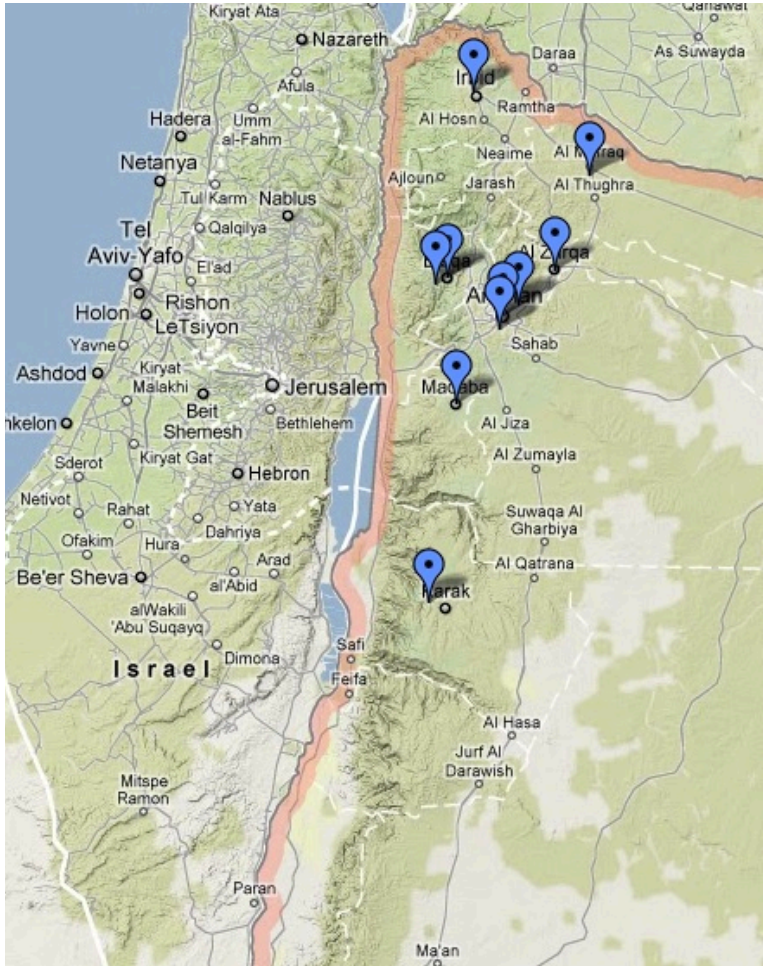 Kiryat Ata
Qanawat
Nazareth
As Suwayda
Daraa
Afula
Irbid
Ramtha
Umm
al-Fahm
Hadera
Al Hosn
Neaime
Netanya
Ajloun
Jarash
Al Thughra
Tul Karm
Nablus
Qalqilya
Tel
Aviv-Yafo
El'ad
Al Zarqa
Rishon
LeTsiyon
Holon
Amman
Yavne
Sahab
Kiryat
Malakhi
Ashdod
Jerusalem
Madaba
Beit
Shemesh
Bethlehem
Al Jiza
nkelon
Kiryat Gat
Al Zumayla
Sderot
Hebron
Netivot
Rahat
Yata
Suwaqa Al
Gharbiya
Dahriya
Ofakim
Hura
Arad
Al Qatrana
Be'er Sheva
al'Abid
Karak
alWakili
'Abu Suqayq
Safi
Dimona
Israel
Feifa
Al Hasa
Jurf Al
Darawish
Mitspe
Ramon
Paran
Ma'an